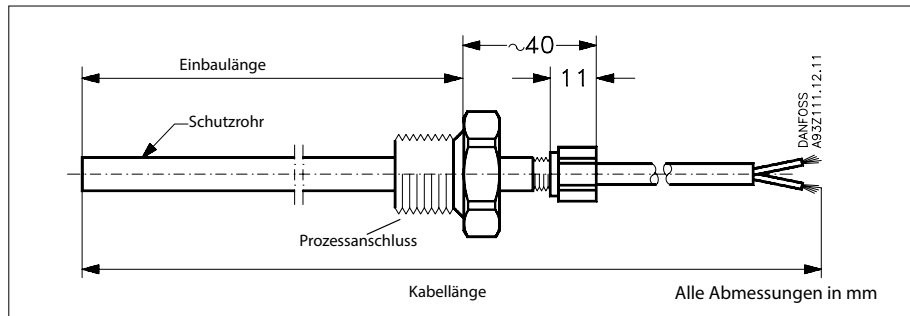 ~40
Einbaulänge
11
Schutzrohr
DANFOSS
A93Z111.12.11
Prozessanschluss
Kabellänge
Alle Abmessungen in mm